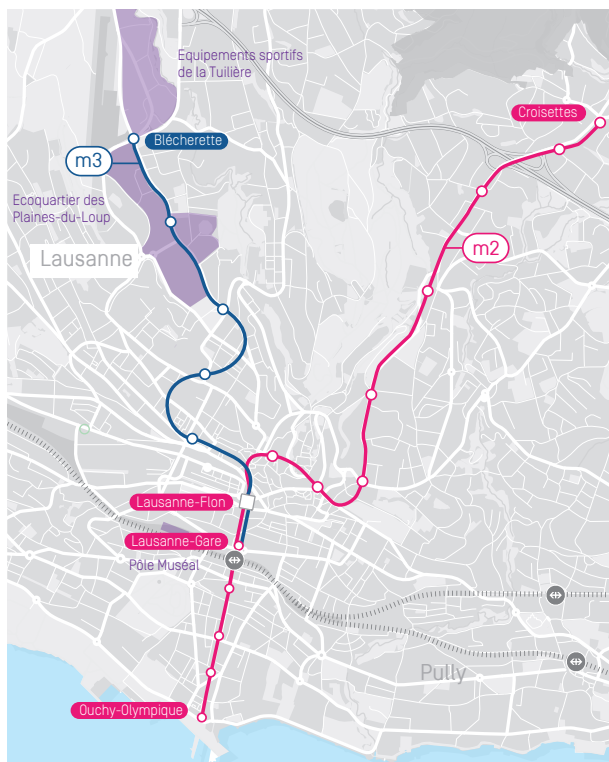 Equipements sportifs
de la Tuilière
Croisettes
Blécherette
m3
Ecoquartier des
Plaines-du-Loup
Lausanne
m2
Lausanne-Flon
Lausanne-Gare
Pôle Muséal
Pully
Ouchy-Olympique